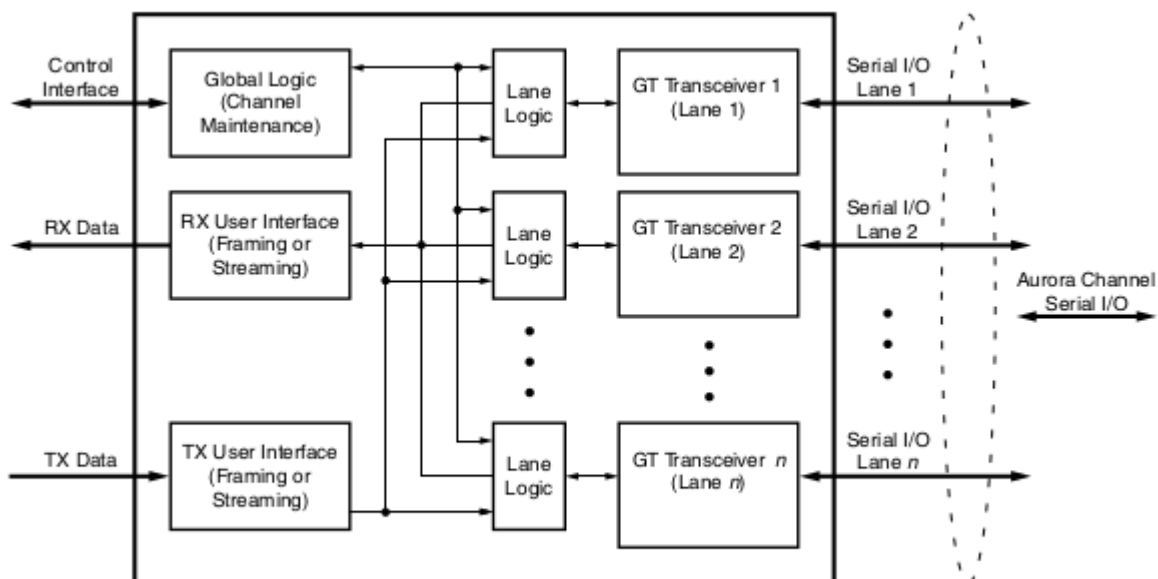 Control
Interface
Global Logic
(Channel
Maintenance)
Lane
Logic
GT Transceiver 1
(Lane 1)
Serial I/O
Lane 1
RX Data
RX User Interface
(Framing or
Streaming)
Lane
Logic
GT Transceiver 2
(Lane 2)
Serial I/O
Lane 2
Aurora Channel
Serial I/O
TX Data
TX User Interface
(Framing or
Streaming)
Lane
Logic
GT Transceiver n
(Lane n)
Serial I/O
Lane n